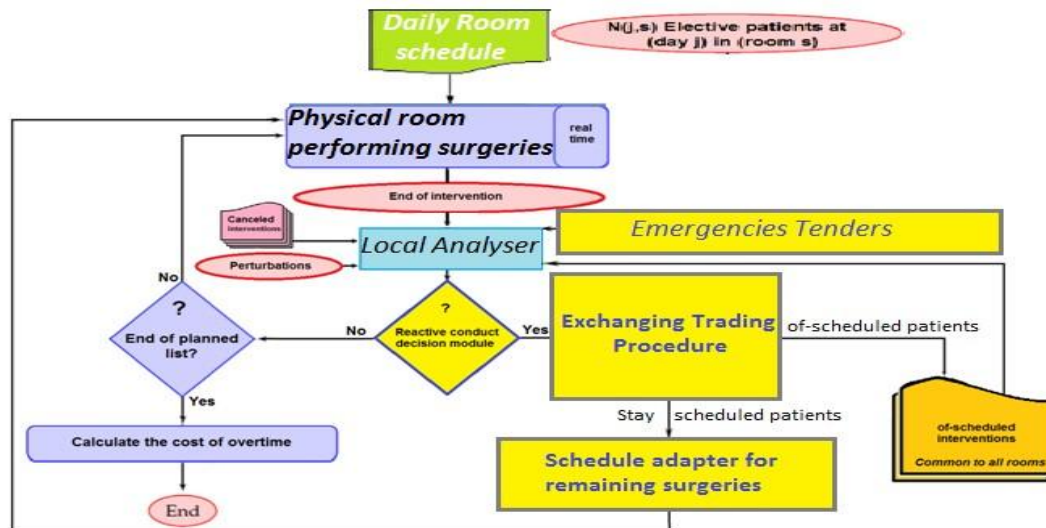 Daily Room
schedule
N(j,s) Elective patients at
(day j) in (room s)
Physical room
performing surgeries
real
time
End of intervention
Canceled
interventions
Emergencies Tenders
Local Analyser
Perturbations
No
?
End of planned
list?
No
?
Reactive conduct
decision module
Yes
Exchanging Trading
Procedure
of-scheduled patients
Yes
Stay scheduled patients
of-scheduled
interventions
Common to all rooms
Calculate the cost of overtime
Schedule adapter for
remaining surgeries
End